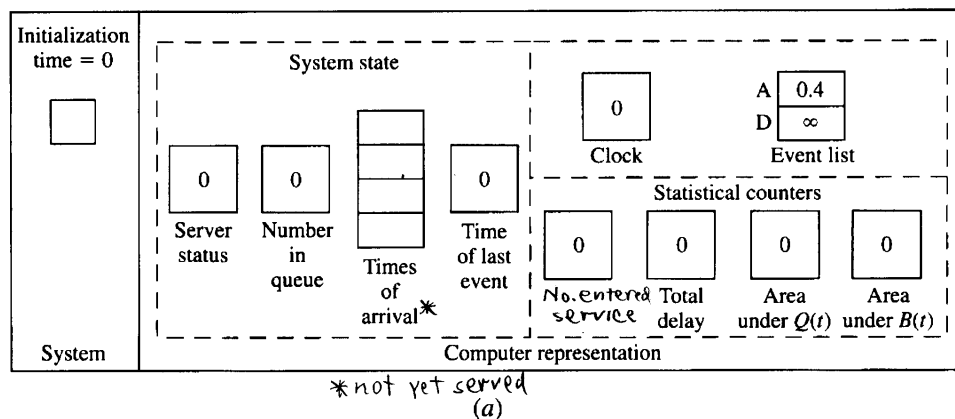 Initialization
time = 0
System
System state
0
Server
status
0
Number
in
queue
Times
of
arrival*
0
Time
of last
event
0
Clock
A 0.4
D ∞
Event list
Statistical counters
0
No. entered
service
0
Total
delay
0
Area
under Q(t)
0
Area
under B(t)
Computer representation
*not yet served
(a)